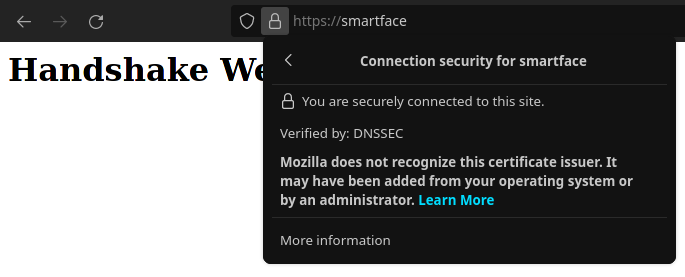 https://smartface
Handshake We
Connection security for smartface
You are securely connected to this site.
Verified by: DNSSEC
Mozilla does not recognize this certificate issuer. It
may have been added from your operating system or
by an administrator. Learn More
More information